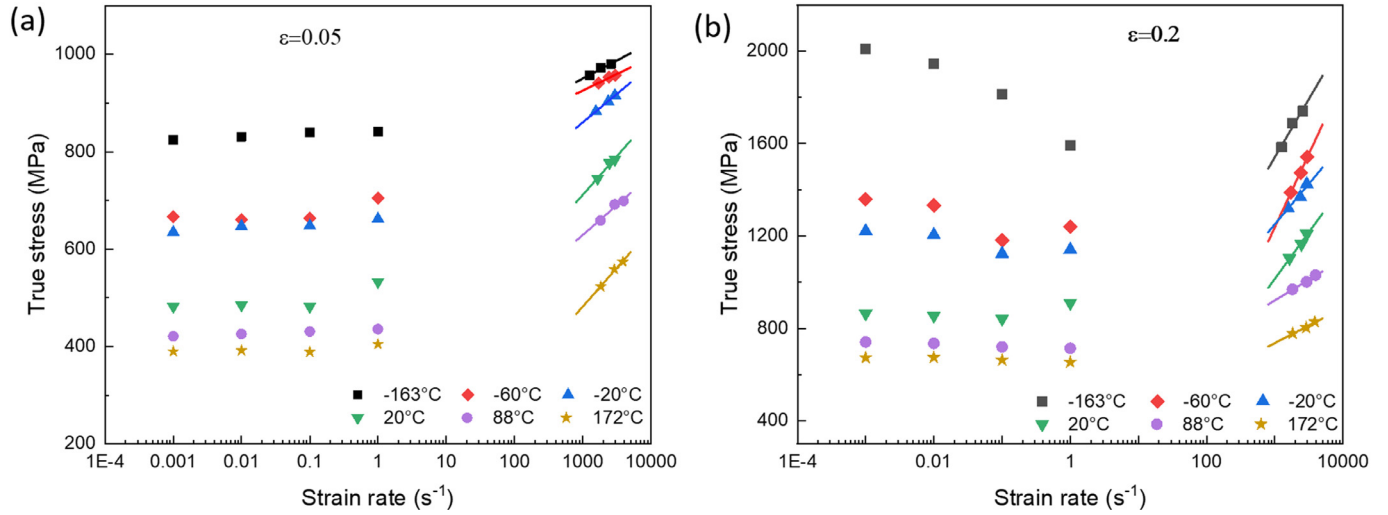 (a)
ε=0.05
1000
800
600
400
200
True stress (MPa)
-163°C -60°C -20°C
20°C 88°C 172°C
1E-4 0.001 0.01 0.1 1 10 100 1000 10000
Strain rate (s⁻¹)
(b)
ε=0.2
2000
1600
1200
800
400
True stress (MPa)
-163°C -60°C -20°C
20°C 88°C 172°C
1E-4 0.01 1 100 10000
Strain rate (s⁻¹)